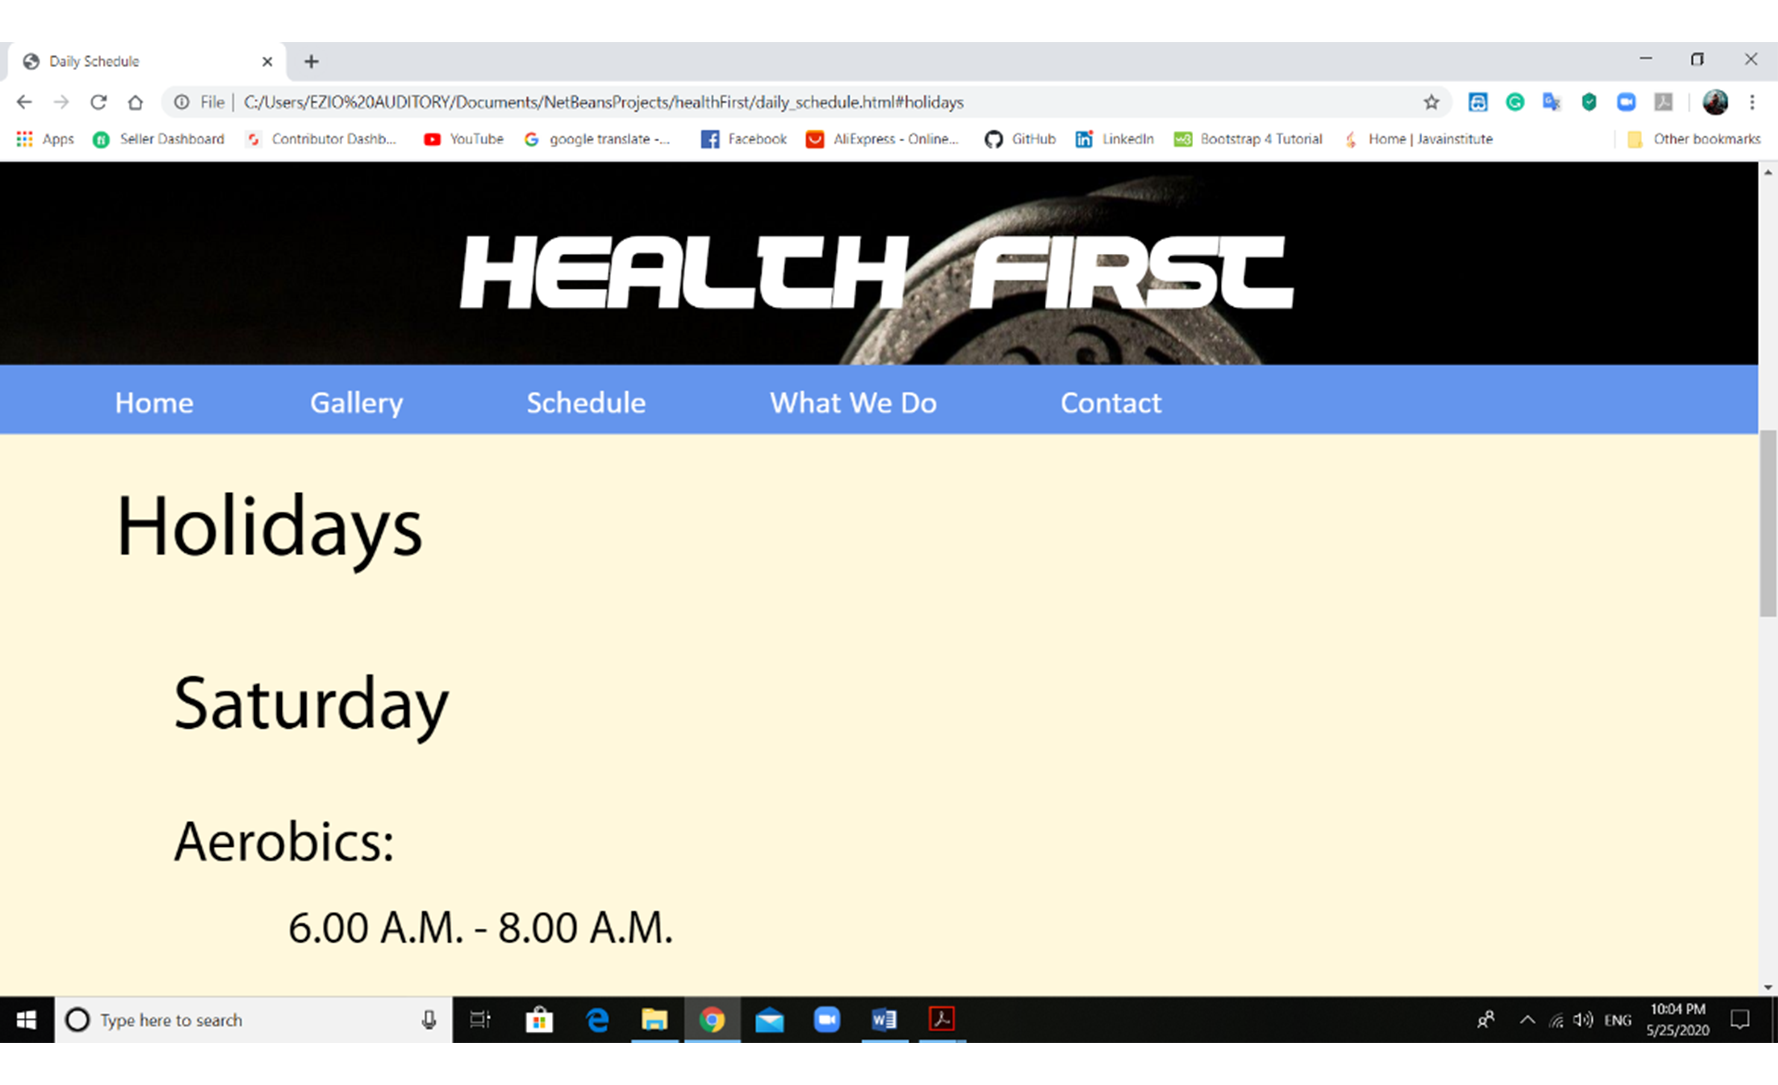 Daily Schedule
File | C:/Users/EZIO%20AUDITORY/Documents/NetBeansProjects/healthFirst/daily_schedule.html#holidays
Apps Seller Dashboard Contributor Dashb... YouTube google translate -... Facebook AliExpress - Online... GitHub LinkedIn Bootstrap 4 Tutorial Home | Javainstitute Other bookmarks
HEALTH FIRST
Home Gallery Schedule What We Do Contact
Holidays
Saturday
Aerobics:
6.00 A.M. - 8.00 A.M.
Type here to search
ENG
10:04 PM
5/25/2020